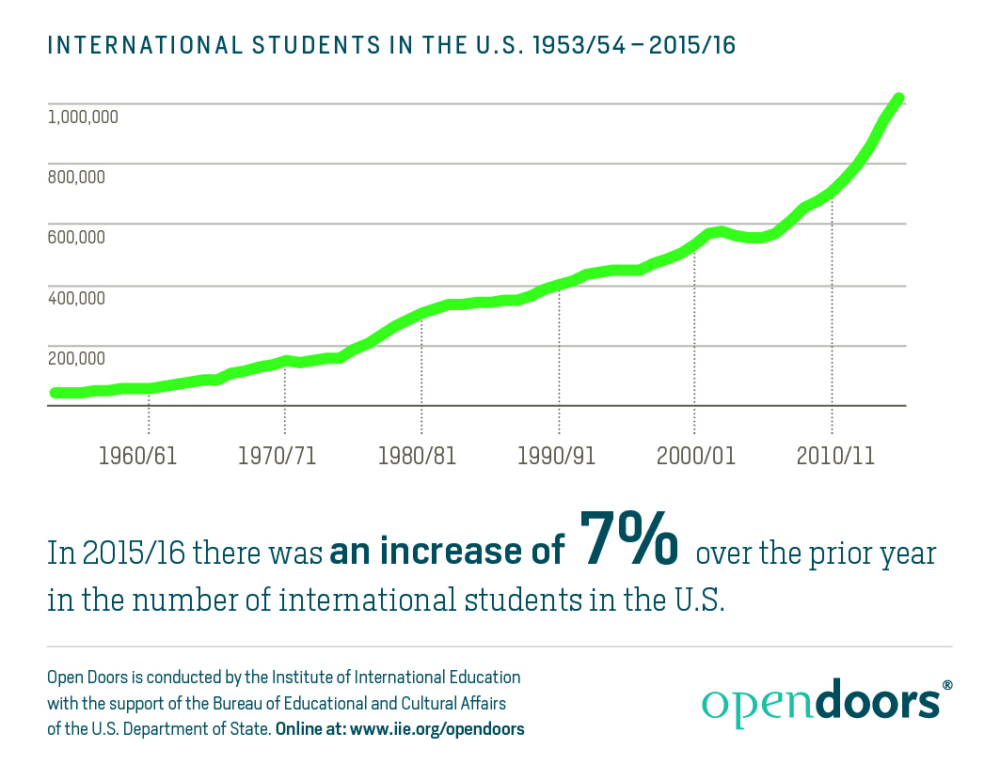 INTERNATIONAL STUDENTS IN THE U.S. 1953/54 – 2015/16
1,000,000
800,000
600,000
400,000
200,000
1960/61 1970/71 1980/81 1990/91 2000/01 2010/11
In 2015/16 there was an increase of 7% over the prior year
in the number of international students in the U.S.
Open Doors is conducted by the Institute of International Education
with the support of the Bureau of Educational and Cultural Affairs
of the U.S. Department of State. Online at: www.iie.org/opendoors
opendoors®